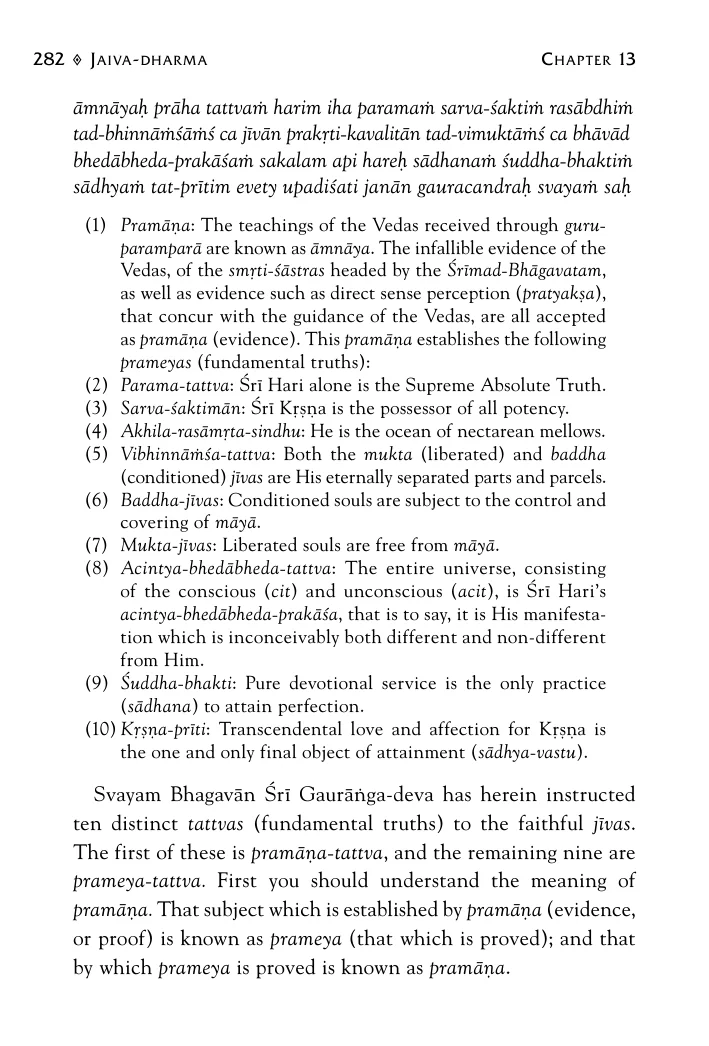 282 ◊ JAIVA-DHARMA CHAPTER 13
āmnāyaḥ prāha tattvaṁ harim iha paramaṁ sarva-śaktiṁ rasābdhiṁ
tad-bhinnāṁśāṁś ca jīvān prakṛti-kavalitān tad-vimuktāṁś ca bhāvād
bhedābheda-prakāśaṁ sakalam api hareḥ sādhanaṁ śuddha-bhaktiṁ
sādhyaṁ tat-prītim evety upadiśati janān gauracandraḥ svayaṁ saḥ
(1) Pramāṇa: The teachings of the Vedas received through guru-
paramparā are known as āmnāya. The infallible evidence of the
Vedas, of the smṛti-śāstras headed by the Śrīmad-Bhāgavatam,
as well as evidence such as direct sense perception (pratyakṣa),
that concur with the guidance of the Vedas, are all accepted
as pramāṇa (evidence). This pramāṇa establishes the following
prameyas (fundamental truths):
(2) Parama-tattva: Śrī Hari alone is the Supreme Absolute Truth.
(3) Sarva-śaktimān: Śrī Kṛṣṇa is the possessor of all potency.
(4) Akhila-rasāmṛta-sindhu: He is the ocean of nectarean mellows.
(5) Vibhinnāṁśa-tattva: Both the mukta (liberated) and baddha
(conditioned) jīvas are His eternally separated parts and parcels.
(6) Baddha-jīvas: Conditioned souls are subject to the control and
covering of māyā.
(7) Mukta-jīvas: Liberated souls are free from māyā.
(8) Acintya-bhedābheda-tattva: The entire universe, consisting
of the conscious (cit) and unconscious (acit), is Śrī Hari's
acintya-bhedābheda-prakāśa, that is to say, it is His manifesta-
tion which is inconceivably both different and non-different
from Him.
(9) Śuddha-bhakti: Pure devotional service is the only practice
(sādhana) to attain perfection.
(10) Kṛṣṇa-prīti: Transcendental love and affection for Kṛṣṇa is
the one and only final object of attainment (sādhya-vastu).
Svayam Bhagavān Śrī Gaurāṅga-deva has herein instructed
ten distinct tattvas (fundamental truths) to the faithful jīvas.
The first of these is pramāṇa-tattva, and the remaining nine are
prameya-tattva. First you should understand the meaning of
pramāṇa. That subject which is established by pramāṇa (evidence,
or proof) is known as prameya (that which is proved); and that
by which prameya is proved is known as pramāṇa.